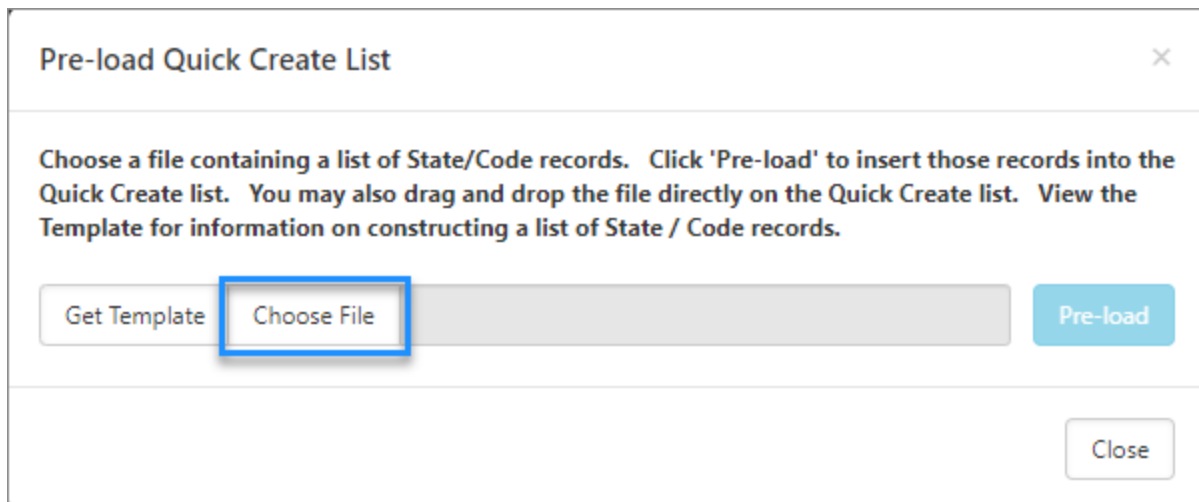 Pre-load Quick Create List ×
Choose a file containing a list of State/Code records. Click 'Pre-load' to insert those records into the
Quick Create list. You may also drag and drop the file directly on the Quick Create list. View the
Template for information on constructing a list of State / Code records.
Get Template Choose File Pre-load
Close